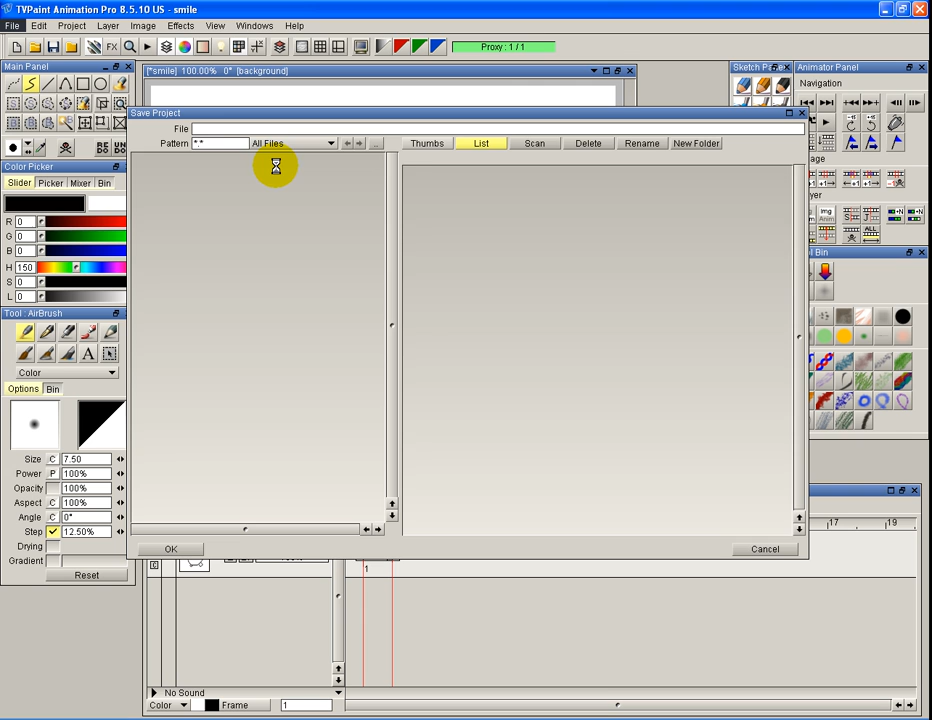 TVPaint Animation Pro 8.5.10 US - smile
File Edit Project Layer Image Effects View Windows Help
FX Proxy : 1 / 1
Main Panel
[*smile] 100.00% 0* [background]
Animator Panel
Navigation
Save Project
File
Pattern *.* All Files ... Thumbs List Scan Delete Rename New Folder
Color Picker
Slider Picker Mixer Bin
R 0
G 0
B 0
H 150
S 0
L 0
Tool : AirBrush
A
Color
Options Bin
Size C 7.50
Power P 100%
Opacity 100%
Aspect C 100%
Angle C 0°
Step 12.50%
Drying
Gradient
Reset
OK Cancel
17 19
1
No Sound
Color Frame 1